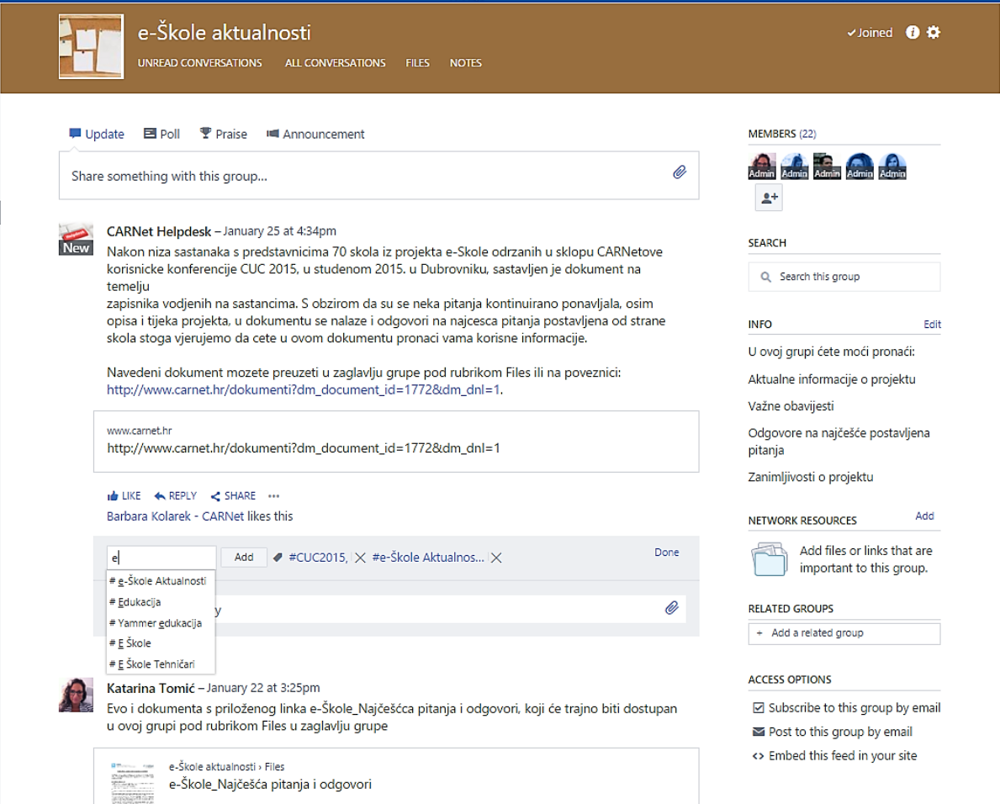 e-Škole aktualnosti
Joined
UNREAD CONVERSATIONS ALL CONVERSATIONS FILES NOTES
Update Poll Praise Announcement
Share something with this group...
New
CARNet Helpdesk – January 25 at 4:34pm
Nakon niza sastanaka s predstavnicima 70 skola iz projekta e-Skole odrzanih u sklopu CARNetove
korisnicke konferencije CUC 2015, u studenom 2015. u Dubrovniku, sastavljen je dokument na
temelju
zapisnika vodjenih na sastancima. S obzirom da su se neka pitanja kontinuirano ponavljala, osim
opisa i tijeka projekta, u dokumentu se nalaze i odgovori na najcesca pitanja postavljena od strane
skola stoga vjerujemo da cete u ovom dokumentu pronaci vama korisne informacije.
Navedeni dokument mozete preuzeti u zaglavlju grupe pod rubrikom Files ili na poveznici:
http://www.carnet.hr/dokumenti?dm_document_id=1772&dm_dnl=1.
www.carnet.hr
http://www.carnet.hr/dokumenti?dm_document_id=1772&dm_dnl=1
LIKE REPLY SHARE ...
Barbara Kolarek - CARNet likes this
e Add #CUC2015, #e-Škole Aktualnos... Done
# e-Škole Aktualnosti
# Edukacija
# Yammer edukacija
# E Škole
# E Škole Tehničari
y
Katarina Tomić – January 22 at 3:25pm
Evo i dokumenta s priloženog linka e-Škole_Najčešćca pitanja i odgovori, koji će trajno biti dostupan
u ovoj grupi pod rubrikom Files u zaglavlju grupe
e-Škole aktualnosti › Files
e-Škole_Najčešća pitanja i odgovori
MEMBERS (22)
Admin Admin Admin Admin Admin
SEARCH
Search this group
INFO Edit
U ovoj grupi ćete moći pronaći:
Aktualne informacije o projektu
Važne obavijesti
Odgovore na najčešće postavljena
pitanja
Zanimljivosti o projektu
NETWORK RESOURCES Add
Add files or links that are
important to this group.
RELATED GROUPS
+ Add a related group
ACCESS OPTIONS
Subscribe to this group by email
Post to this group by email
<> Embed this feed in your site